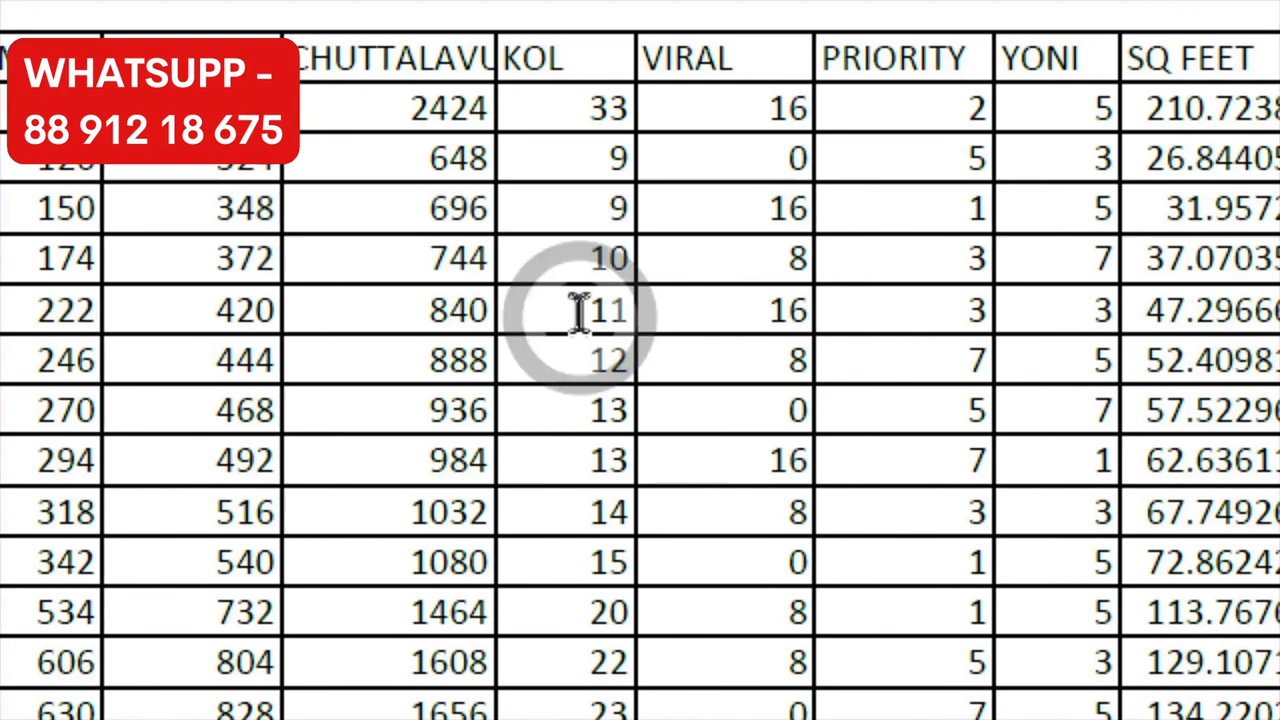 WHATSUPP -
88 912 18 675
CHUTTALAVU KOL VIRAL PRIORITY YONI SQ FEET
2424 33 16 2 5 210.7238
648 9 0 5 3 26.84405
150 348 696 9 16 1 5 31.9572
174 372 744 10 8 3 7 37.07035
222 420 840 11 16 3 3 47.29666
246 444 888 12 8 7 5 52.40981
270 468 936 13 0 5 7 57.52296
294 492 984 13 16 7 1 62.63611
318 516 1032 14 8 3 3 67.74926
342 540 1080 15 0 1 5 72.86242
534 732 1464 20 8 1 5 113.7676
606 804 1608 22 8 5 3 129.1071
630 828 1656 23 0 7 5 134.2203